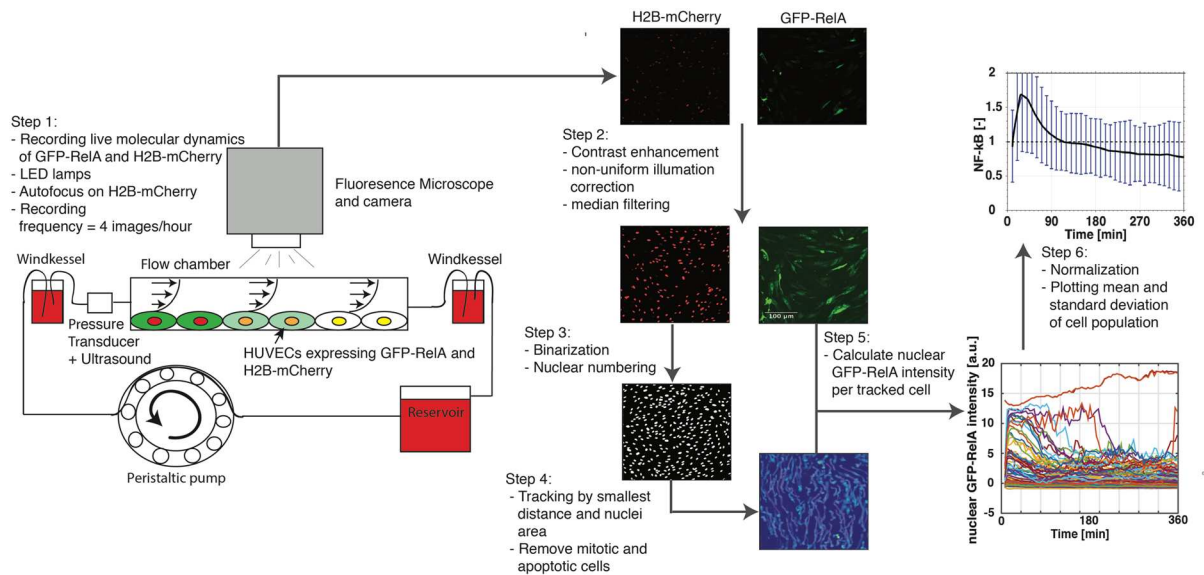 H2B-mCherry
GFP-RelA
Step 1:
- Recording live molecular dynamics
of GFP-RelA and H2B-mCherry
- LED lamps
- Autofocus on H2B-mCherry
- Recording
frequency = 4 images/hour
Fluoresence Microscope
and camera
Windkessel
Flow chamber
Windkessel
Pressure
Transducer
+ Ultrasound
HUVECs expressing GFP-RelA and
H2B-mCherry
Reservoir
Peristaltic pump
Step 2:
- Contrast enhancement
- non-uniform illumation
correction
- median filtering
100 µm
Step 3:
- Binarization
- Nuclear numbering
Step 4:
- Tracking by smallest
distance and nuclei
area
- Remove mitotic and
apoptotic cells
Step 5:
- Calculate nuclear
GFP-RelA intensity
per tracked cell
NF-kB [-]
2
1.5
1
0.5
0
0
90
180
270
360
Time [min]
Step 6:
- Normalization
- Plotting mean and
standard deviation
of cell population
nuclear GFP-RelA intensity [a.u.]
20
15
10
5
0
-5
0
180
360
Time [min]